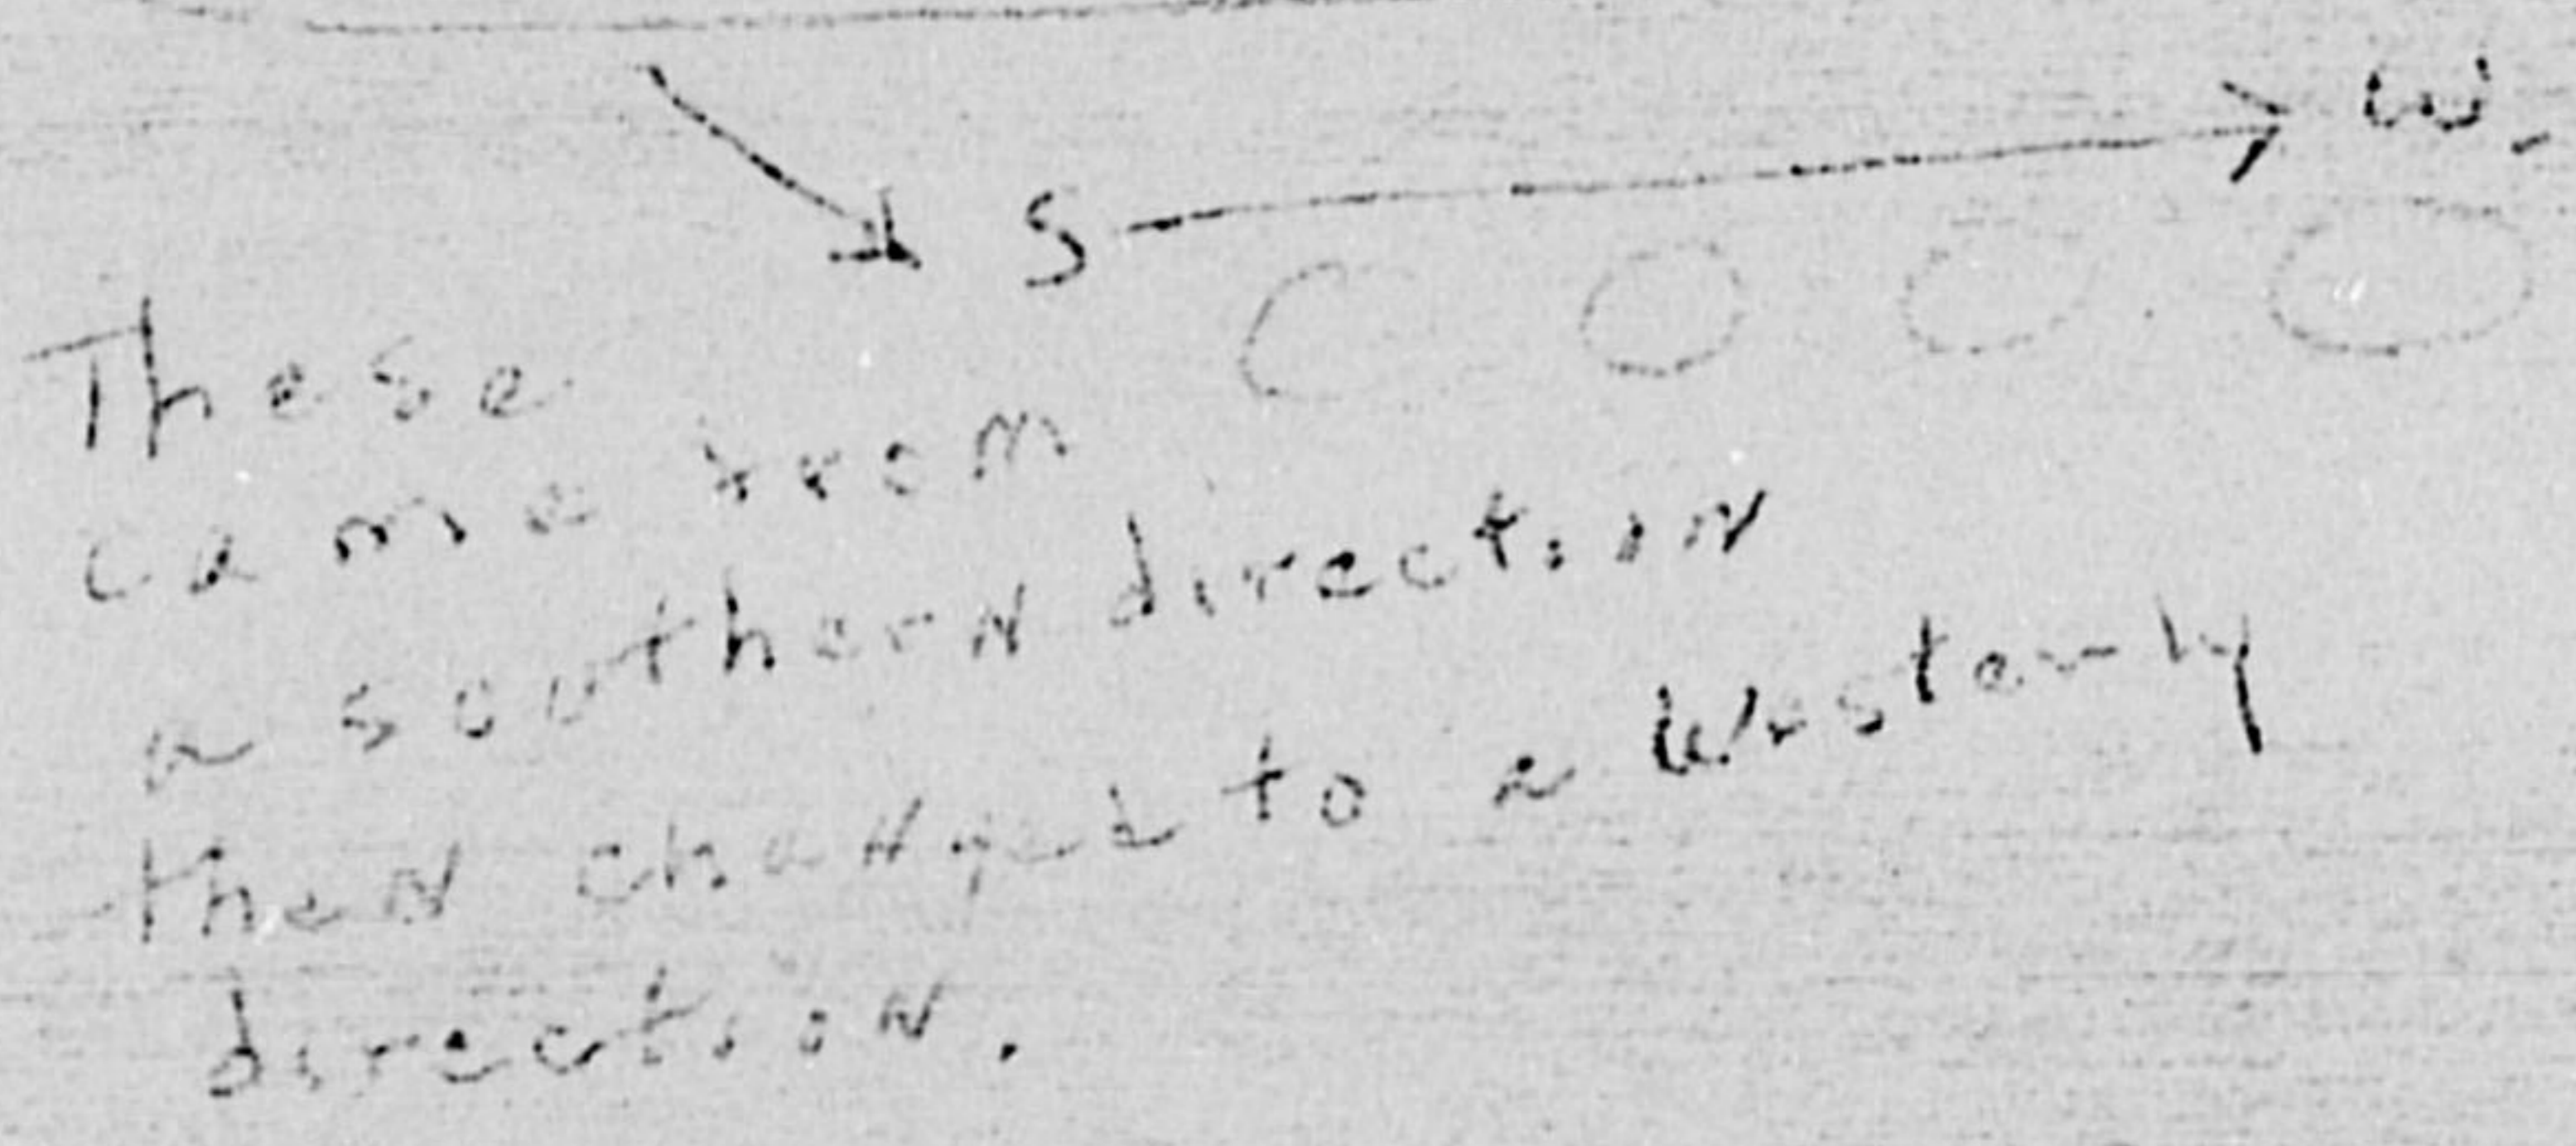 S W.
These
came from
a southern direction
then changed to a Westerly
direction.